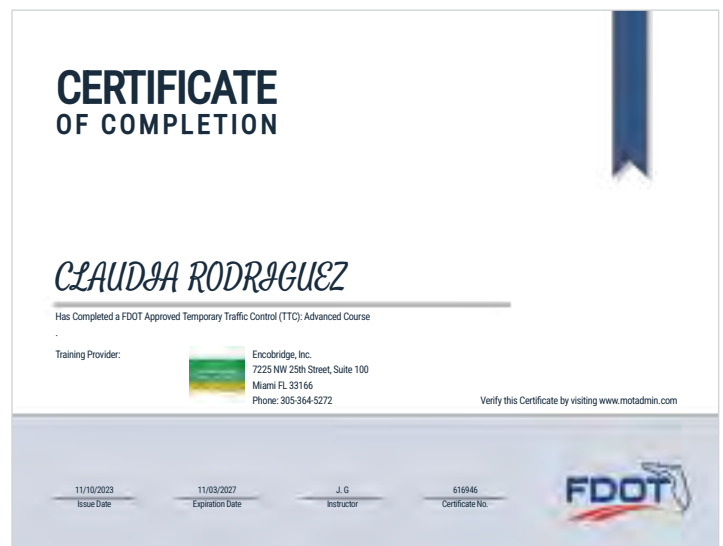 CERTIFICATE
OF COMPLETION
CLAUDIA RODRIGUEZ
Has Completed a FDOT Approved Temporary Traffic Control (TTC): Advanced Course
.
Training Provider:
Encobridge, Inc.
7225 NW 25th Street, Suite 100
Miami FL 33166
Phone: 305-364-5272
Verify this Certificate by visiting www.motadmin.com
11/10/2023
Issue Date
11/03/2027
Expiration Date
J. G
Instructor
616946
Certificate No.
FDOT